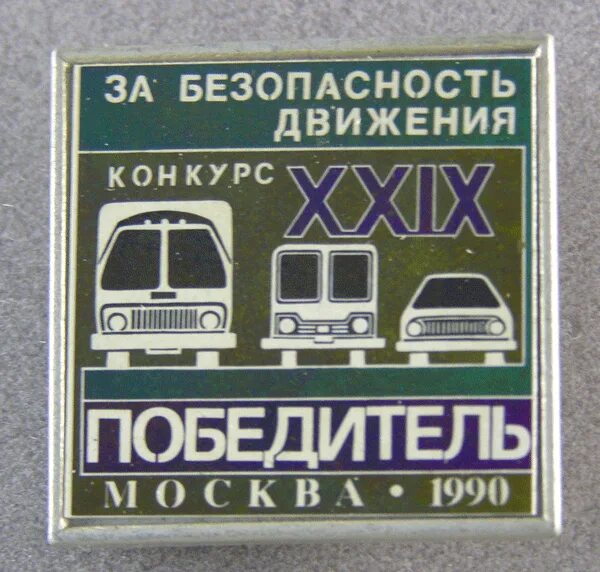 ЗА БЕЗОПАСНОСТЬ
ДВИЖЕНИЯ
КОНКУРС XXIX
ПОБЕДИТЕЛЬ
МОСКВА • 1990